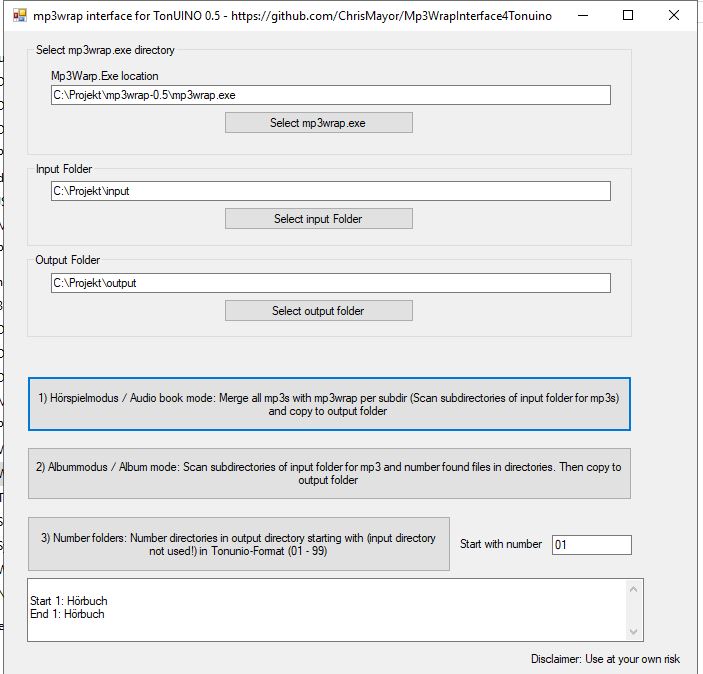 mp3wrap interface for TonUINO 0.5 - https://github.com/ChrisMayor/Mp3WrapInterface4Tonuino
Select mp3wrap.exe directory
Mp3Warp.Exe location
C:\Projekt\mp3wrap-0.5\mp3wrap.exe
Select mp3wrap.exe
Input Folder
C:\Projekt\input
Select input Folder
Output Folder
C:\Projekt\output
Select output folder
1) Hörspielmodus / Audio book mode: Merge all mp3s with mp3wrap per subdir (Scan subdirectories of input folder for mp3s)
and copy to output folder
2) Albummodus / Album mode: Scan subdirectories of input folder for mp3 and number found files in directories. Then copy to
output folder
3) Number folders: Number directories in output directory starting with (input directory
not used!) in Tonunio-Format (01 - 99)
Start with number
01
Start 1: Hörbuch
End 1: Hörbuch
Disclaimer: Use at your own risk